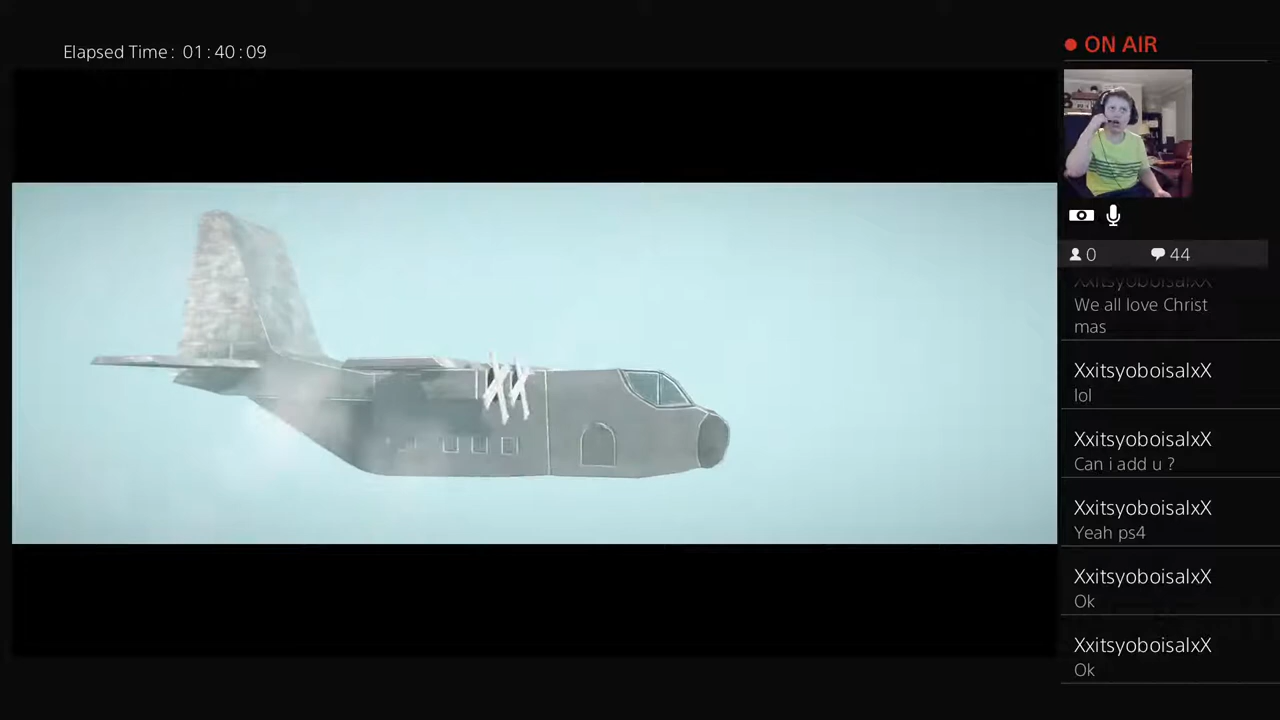 Elapsed Time: 01:40:09
ON AIR
0 44
XxitsyoboisalxX
We all love Christ
mas
XxitsyoboisalxX
lol
XxitsyoboisalxX
Can i add u ?
XxitsyoboisalxX
Yeah ps4
XxitsyoboisalxX
Ok
XxitsyoboisalxX
Ok